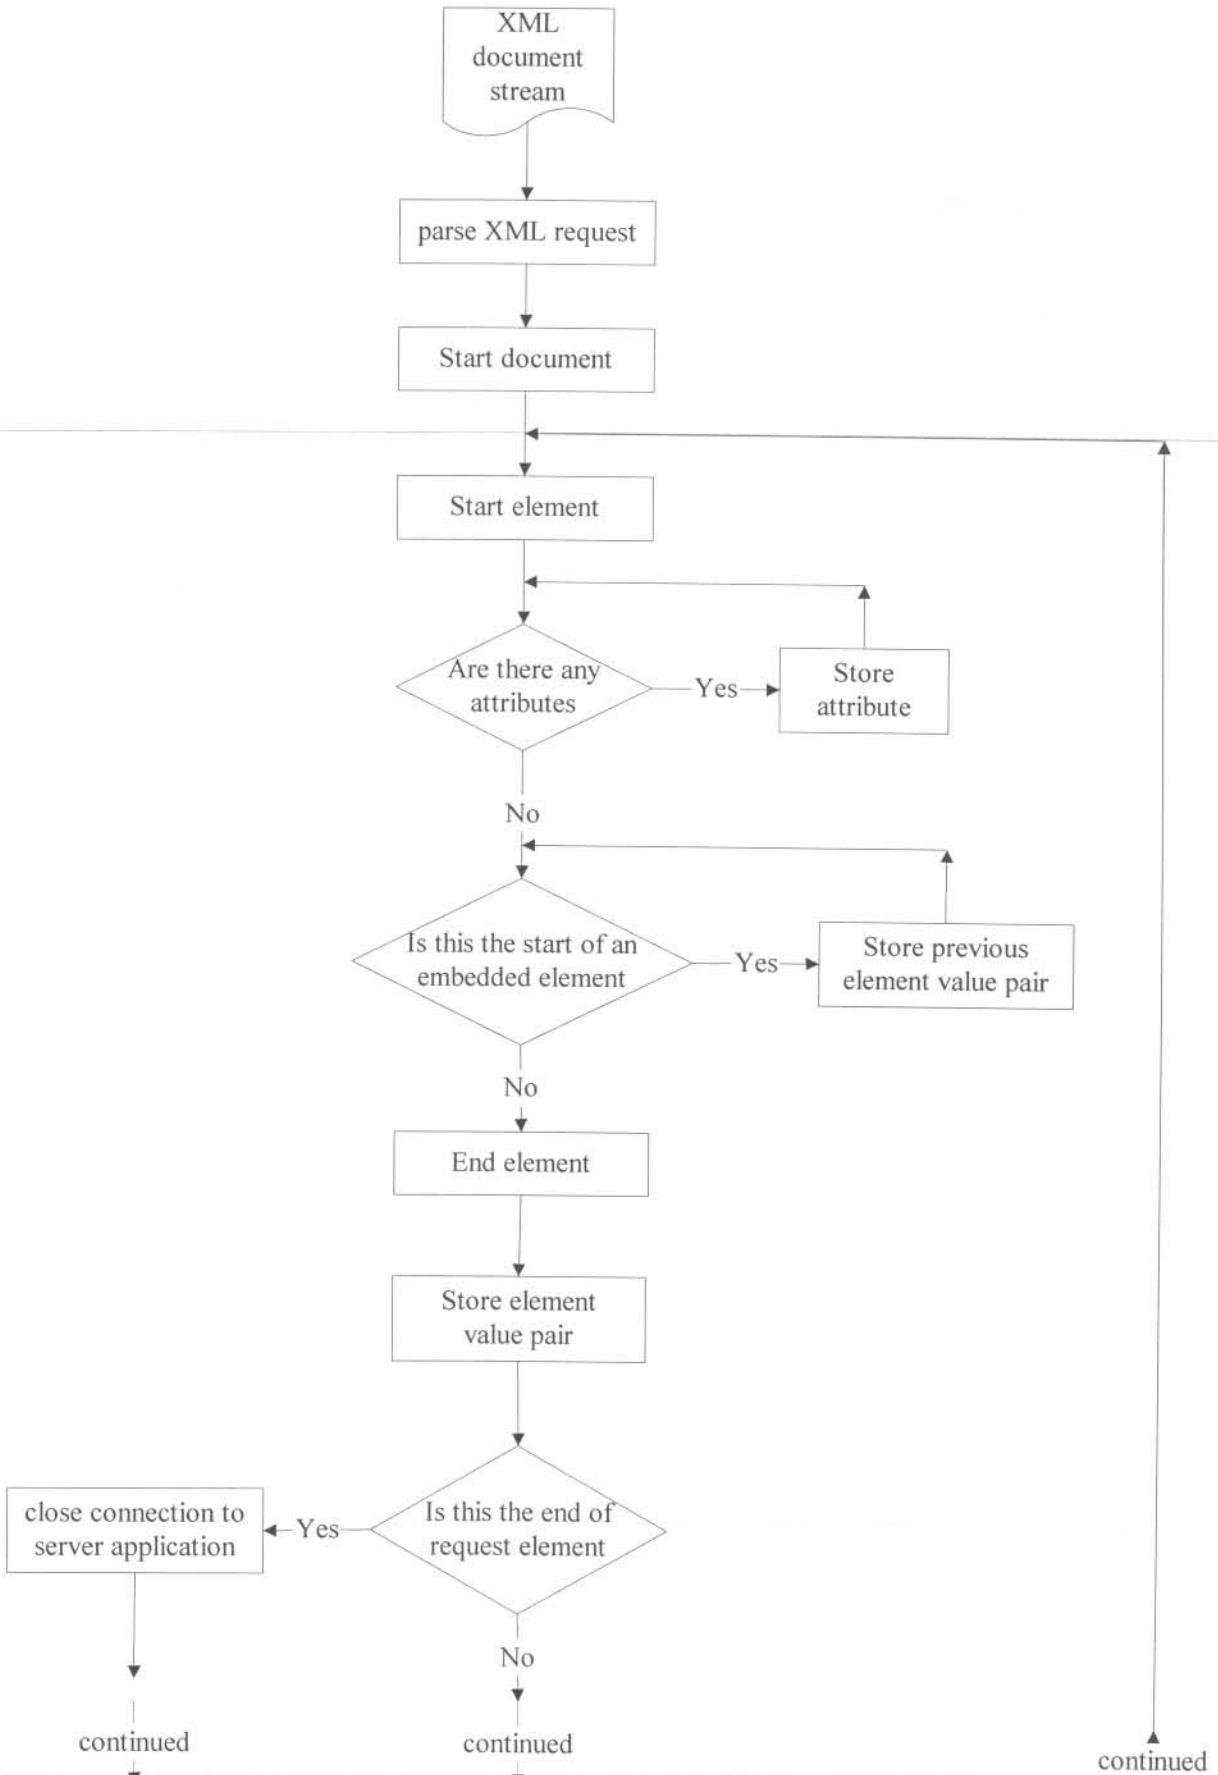 XML
document
stream
parse XML request
Start document
Start element
Are there any
attributes
Yes
Store
attribute
No
Is this the start of an
embedded element
Yes
Store previous
element value pair
No
End element
Store element
value pair
Is this the end of
request element
Yes
close connection to
server application
No
continued
continued
continued